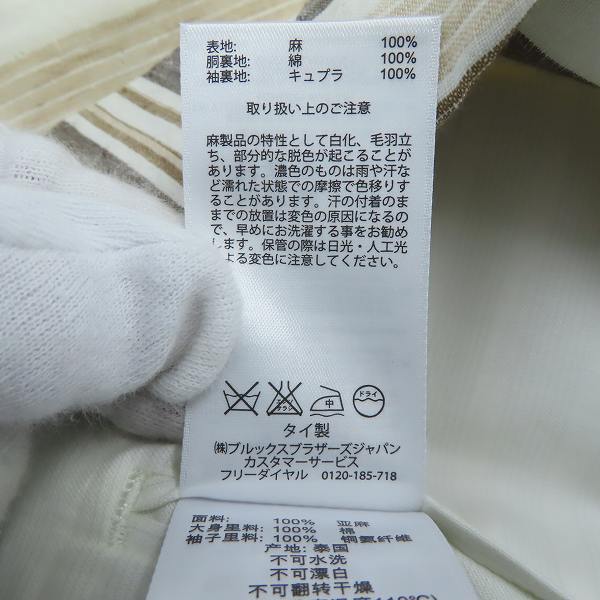 表地: 麻 100%
胴裏地: 綿 100%
袖裏地: キュプラ 100%
取り扱い上のご注意
麻製品の特性として白化、毛羽立
ち、部分的な脱色が起こることが
あります。濃色のものは雨や汗な
ど濡れた状態での摩擦で色移りす
ることがあります。汗の付着のま
までの放置は変色の原因になるの
で、早めにお洗濯する事をお勧め
します。保管の際は日光・人工光
による変色に注意してください。
中 ドライ
タイ製
㈱ブルックスブラザーズジャパン
カスタマーサービス
フリーダイヤル 0120-185-718
面料: 100% 亚麻
大身里料: 100% 棉
袖子里料: 100% 铜氨纤维
产地: 泰国
不可水洗
不可漂白
不可翻转干燥